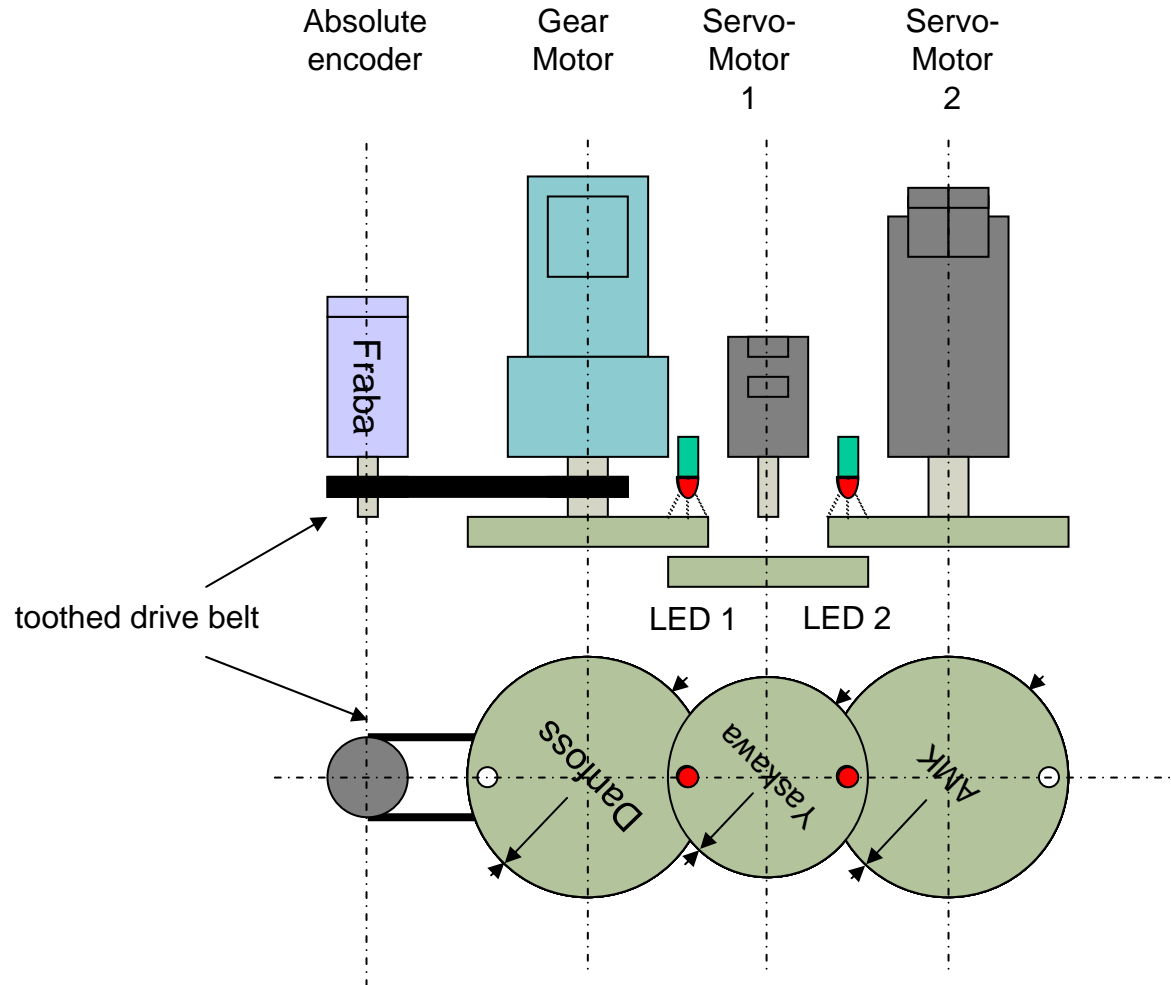 Absolute
encoder
Gear
Motor
Servo-
Motor
1
Servo-
Motor
2
Fraba
toothed drive belt
LED 1
LED 2
Danfoss
Yaskawa
AMK